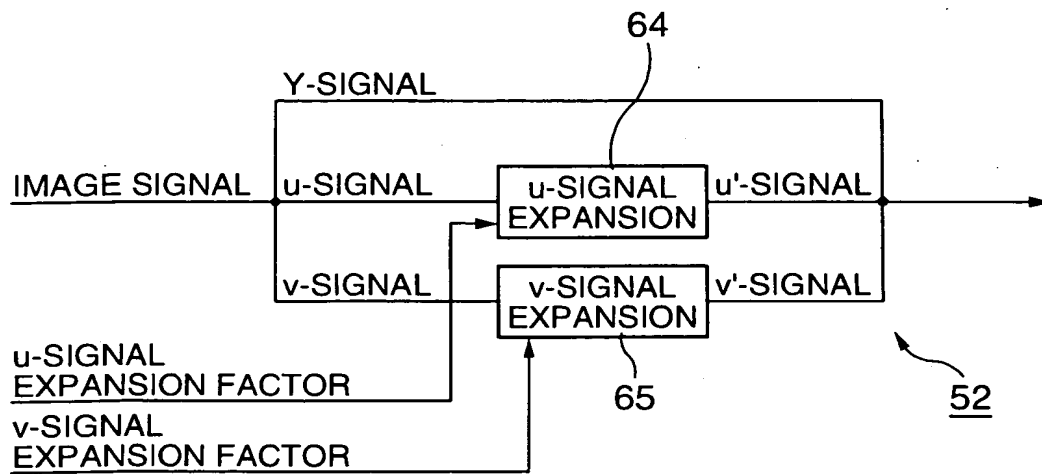 64
Y-SIGNAL
IMAGE SIGNAL
u-SIGNAL
u-SIGNAL
EXPANSION
u'-SIGNAL
v-SIGNAL
v-SIGNAL
EXPANSION
v'-SIGNAL
u-SIGNAL
EXPANSION FACTOR
65
52
v-SIGNAL
EXPANSION FACTOR